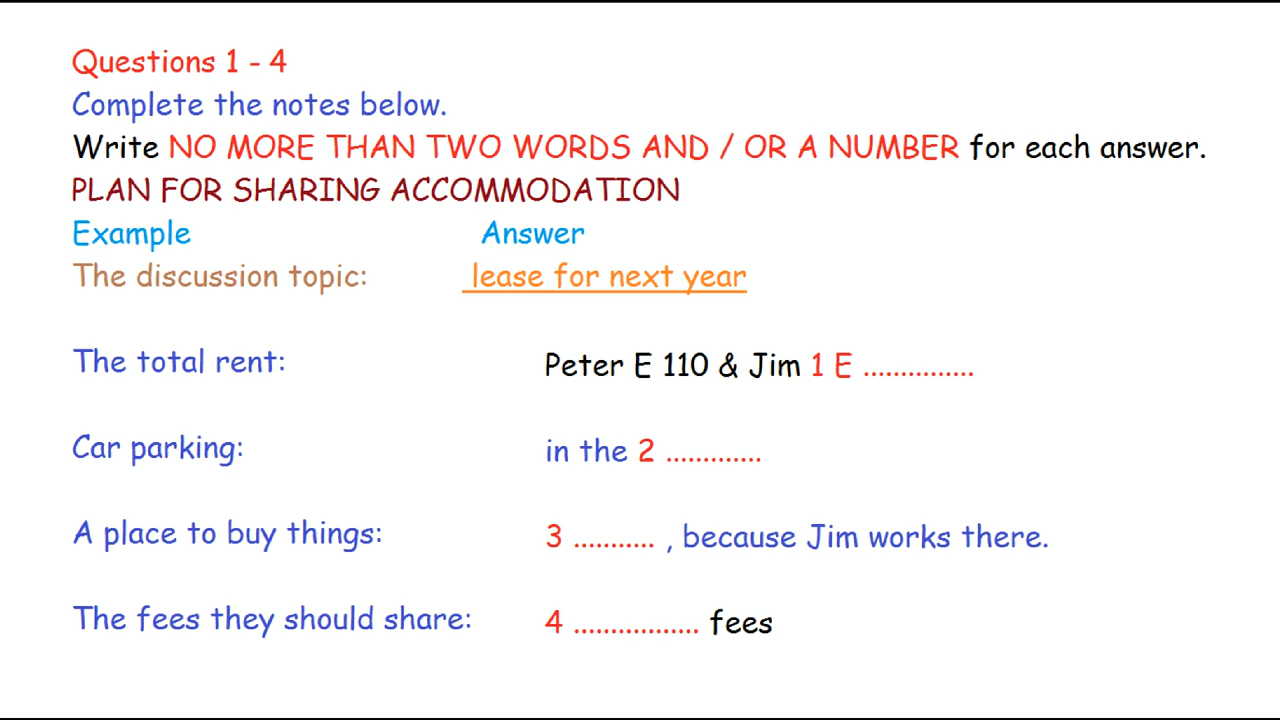 Questions 1 - 4
Complete the notes below.
Write NO MORE THAN TWO WORDS AND / OR A NUMBER for each answer.
PLAN FOR SHARING ACCOMMODATION
Example Answer
The discussion topic: lease for next year
The total rent: Peter E 110 & Jim 1 E ...............
Car parking: in the 2 .............
A place to buy things: 3 ........... , because Jim works there.
The fees they should share: 4 ................. fees